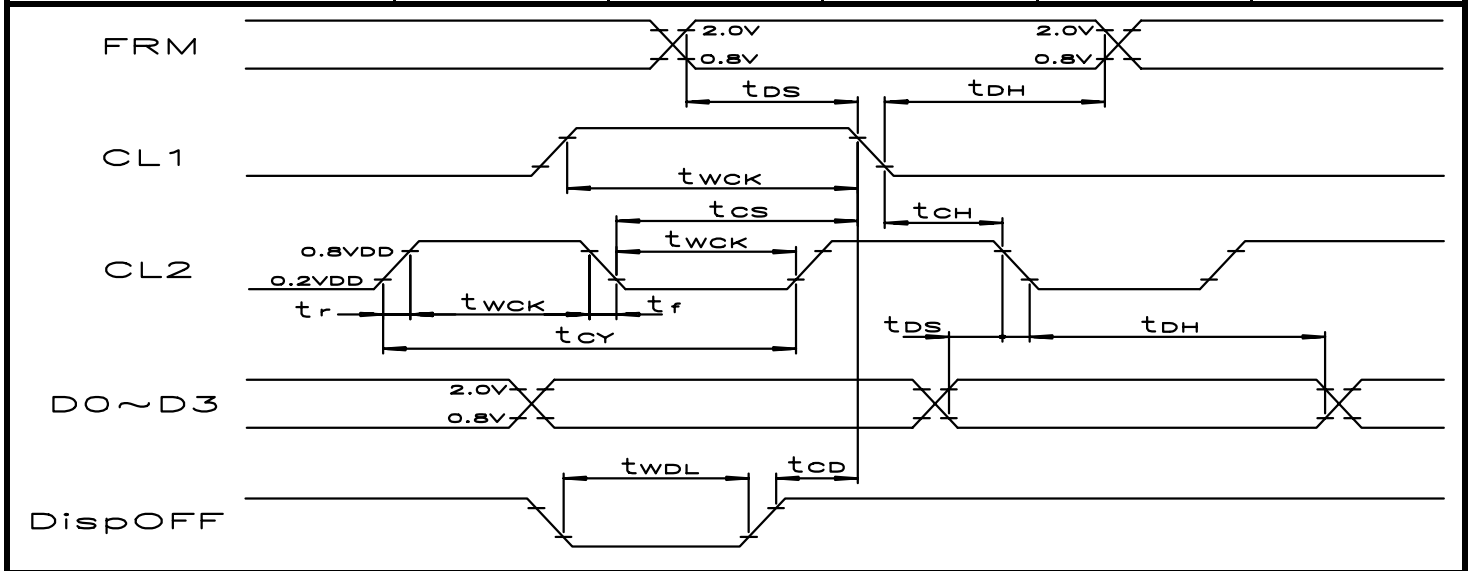 FRM
2.0V
2.0V
0.8V
0.8V
tDS
tDH
CL1
tWCK
tCS
tCH
tWCK
0.8VDD
CL2
0.2VDD
tr
tWCK
tf
tDS
tDH
tCY
2.0V
D0~D3
0.8V
tWDL
tCD
DispOFF